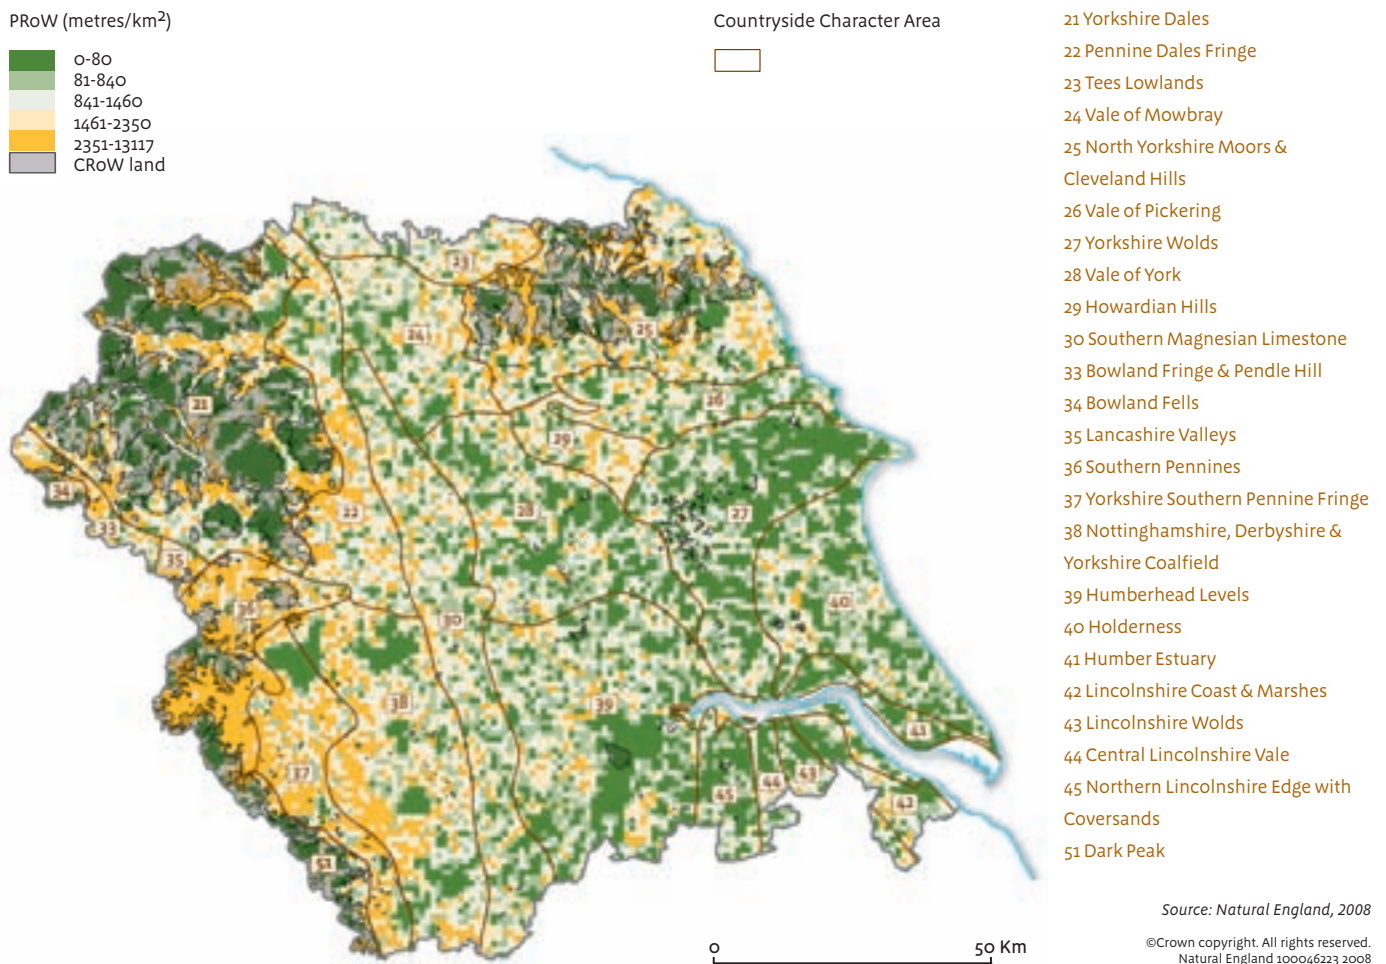 PRoW (metres/km²)
0-80
81-840
841-1460
1461-2350
2351-13117
CRoW land
Countryside Character Area
21 Yorkshire Dales
22 Pennine Dales Fringe
23 Tees Lowlands
24 Vale of Mowbray
25 North Yorkshire Moors &
Cleveland Hills
26 Vale of Pickering
27 Yorkshire Wolds
28 Vale of York
29 Howardian Hills
30 Southern Magnesian Limestone
33 Bowland Fringe & Pendle Hill
34 Bowland Fells
35 Lancashire Valleys
36 Southern Pennines
37 Yorkshire Southern Pennine Fringe
38 Nottinghamshire, Derbyshire &
Yorkshire Coalfield
39 Humberhead Levels
40 Holderness
41 Humber Estuary
42 Lincolnshire Coast & Marshes
43 Lincolnshire Wolds
44 Central Lincolnshire Vale
45 Northern Lincolnshire Edge with
Coversands
51 Dark Peak
23
24
25
21
26
29
34
22
28
27
33
35
36
30
40
38
39
41
37
44
43
45
42
51
0 50 Km
Source: Natural England, 2008
©Crown copyright. All rights reserved.
Natural England 100046223 2008